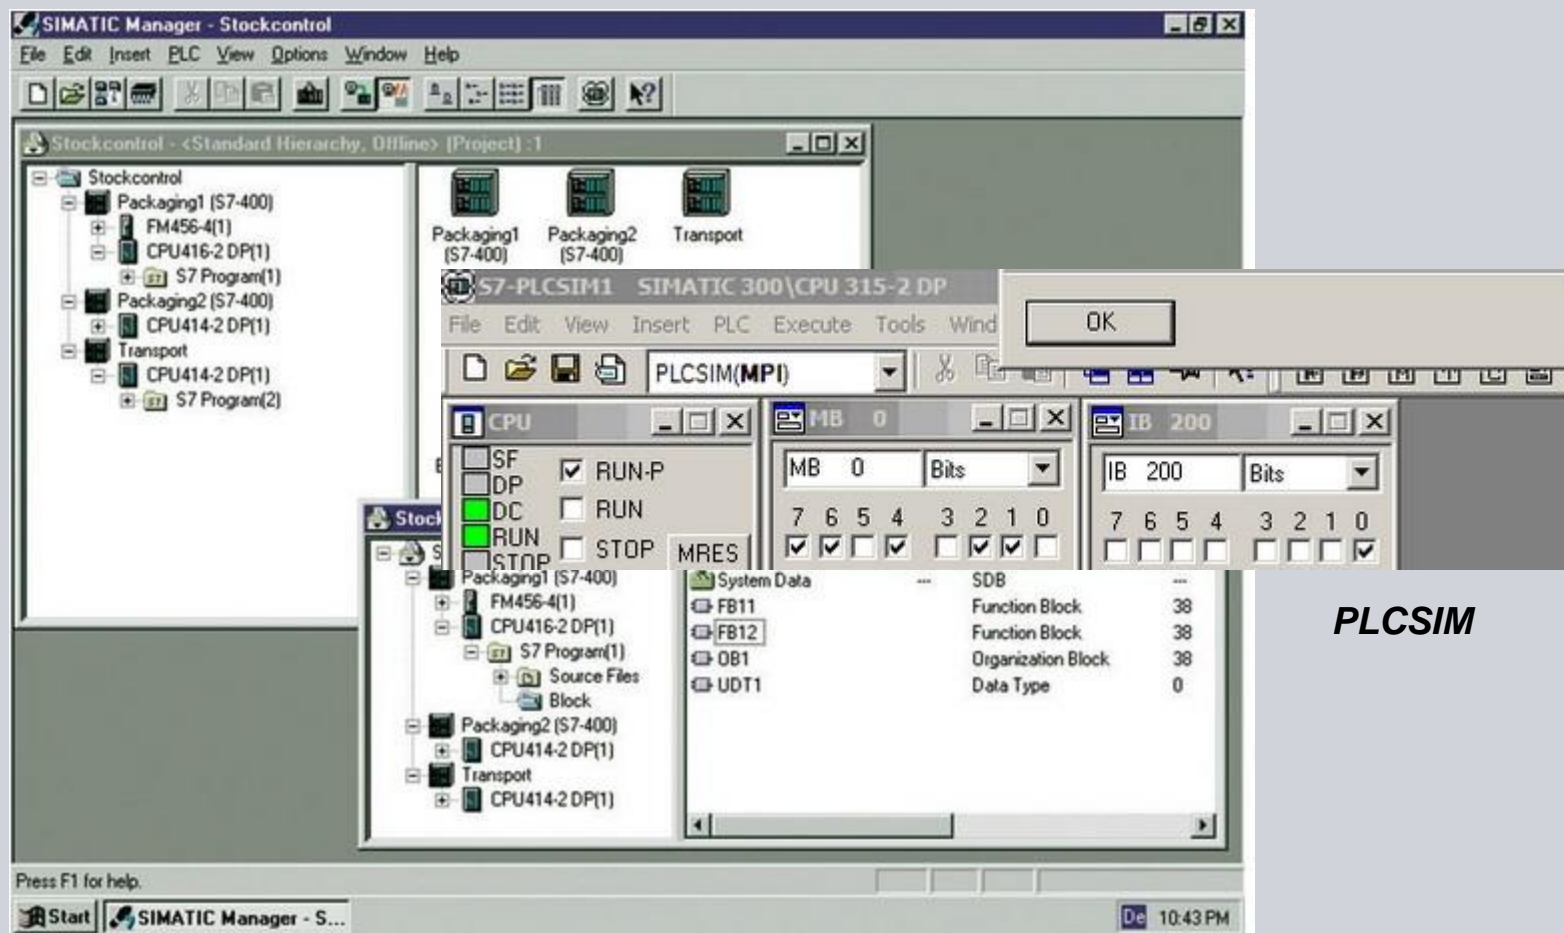 SIMATIC Manager - Stockcontrol
File Edit Insert PLC View Options Window Help
Stockcontrol - <Standard Hierarchy, Offline> (Project) :1
Stockcontrol
Packaging1 (S7-400)
FM456-4(1)
CPU416-2 DP(1)
S7 Program(1)
Packaging2 (S7-400)
CPU414-2 DP(1)
Transport
CPU414-2 DP(1)
S7 Program(2)
Packaging1 (S7-400)
Packaging2 (S7-400)
Transport
S7-PLCSIM1 SIMATIC 300\CPU 315-2 DP
File Edit View Insert PLC Execute Tools Wind
OK
PLCSIM(MPI)
CPU
SF
DP
DC
RUN
STOP
RUN-P
RUN
STOP
MRES
MB 0
MB 0 Bits
7 6 5 4 3 2 1 0
IB 200
IB 200 Bits
7 6 5 4 3 2 1 0
Stock
S
Packaging1 (S7-400)
FM456-4(1)
CPU416-2 DP(1)
S7 Program(1)
Source Files
Block
Packaging2 (S7-400)
CPU414-2 DP(1)
Transport
CPU414-2 DP(1)
System Data --- SDB ---
FB11 Function Block 38
FB12 Function Block 38
OB1 Organization Block 38
UDT1 Data Type 0
PLCSIM
Press F1 for help.
Start SIMATIC Manager - S... De 10:43 PM